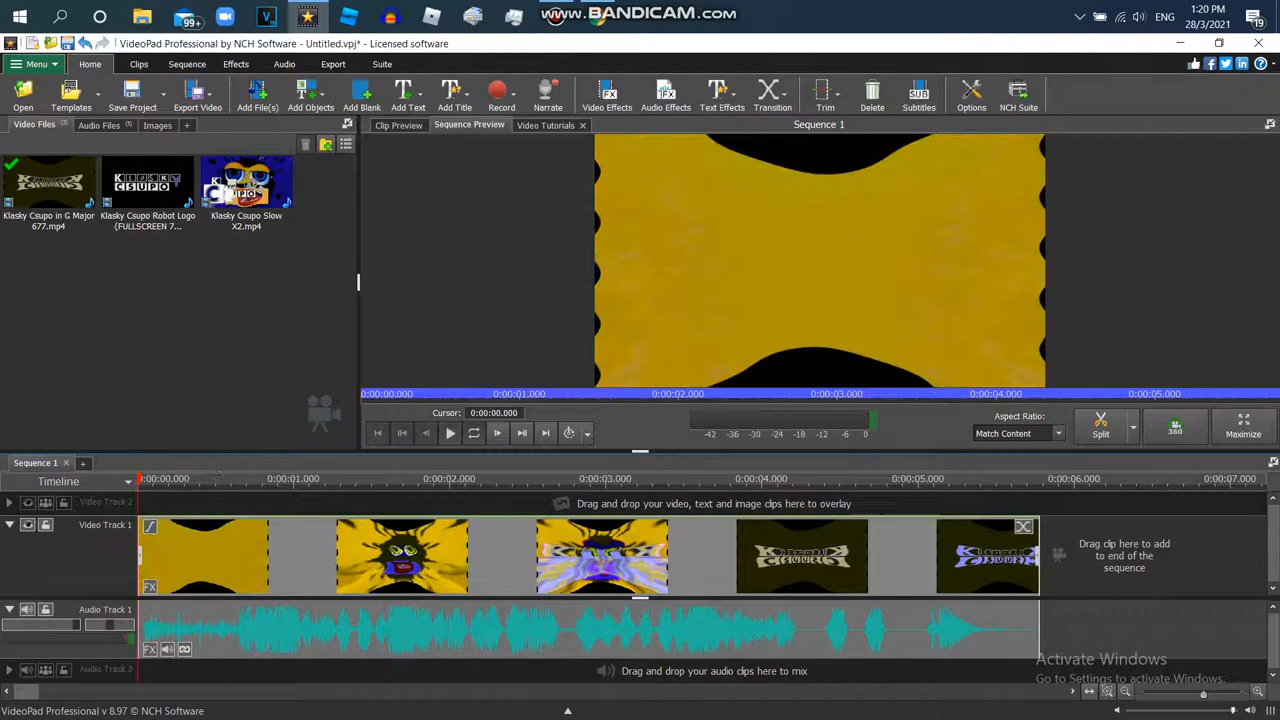 www.BANDICAM.com
99+
ENG
1:20 PM
28/3/2021
19
VideoPad Professional by NCH Software - Untitled.vpj* - Licensed software
Menu
Home
Clips
Sequence
Effects
Audio
Export
Suite
Open
Templates
Save Project
Export Video
Add File(s)
Add Objects
Add Blank
Add Text
Add Title
Record
Narrate
Video Effects
Audio Effects
Text Effects
Transition
Trim
Delete
Subtitles
Options
NCH Suite
Video Files
Audio Files
Images
+
Clip Preview
Sequence Preview
Video Tutorials
Sequence 1
Klasky Csupo in G Major 677.mp4
Klasky Csupo Robot Logo {FULLSCREEN 7...
Klasky Csupo Slow X2.mp4
0:00:00.000
0:00:01.000
0:00:02.000
0:00:03.000
0:00:04.000
0:00:05.000
Cursor:
0:00:00.000
-42 -36 -30 -24 -18 -12 -6 0
Aspect Ratio:
Match Content
Split
360
Maximize
Sequence 1
+
Timeline
0:00:00.000
0:00:01.000
0:00:02.000
0:00:03.000
0:00:04.000
0:00:05.000
0:00:06.000
0:00:07.000
Video Track 2
Drag and drop your video, text and image clips here to overlay
Video Track 1
FX
Drag clip here to add
to end of the
sequence
Audio Track 1
FX
Audio Track 2
Drag and drop your audio clips here to mix
Activate Windows
Go to Settings to activate Windows.
VideoPad v 8.97 © NCH Software